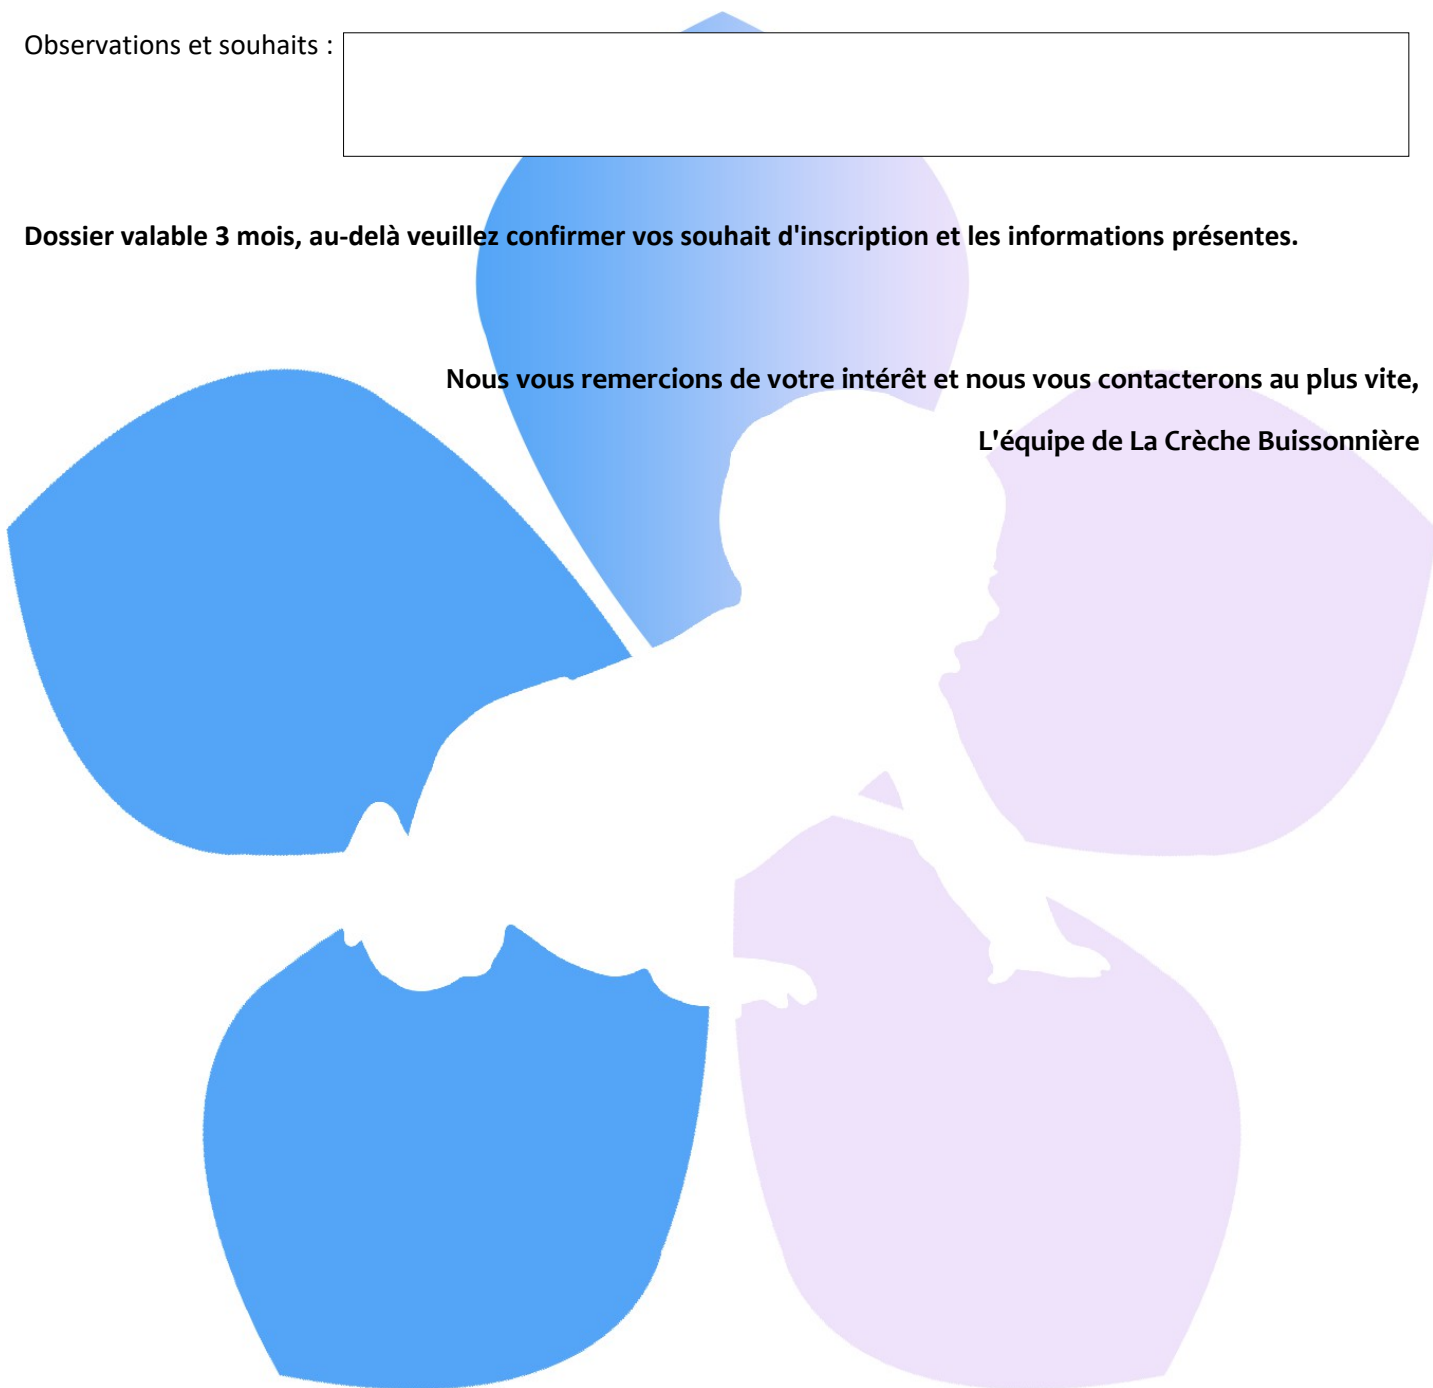 Observations et souhaits :
Dossier valable 3 mois, au-delà veuillez confirmer vos souhait d'inscription et les informations présentes.
Nous vous remercions de votre intérêt et nous vous contacterons au plus vite,
L'équipe de La Crèche Buissonnière